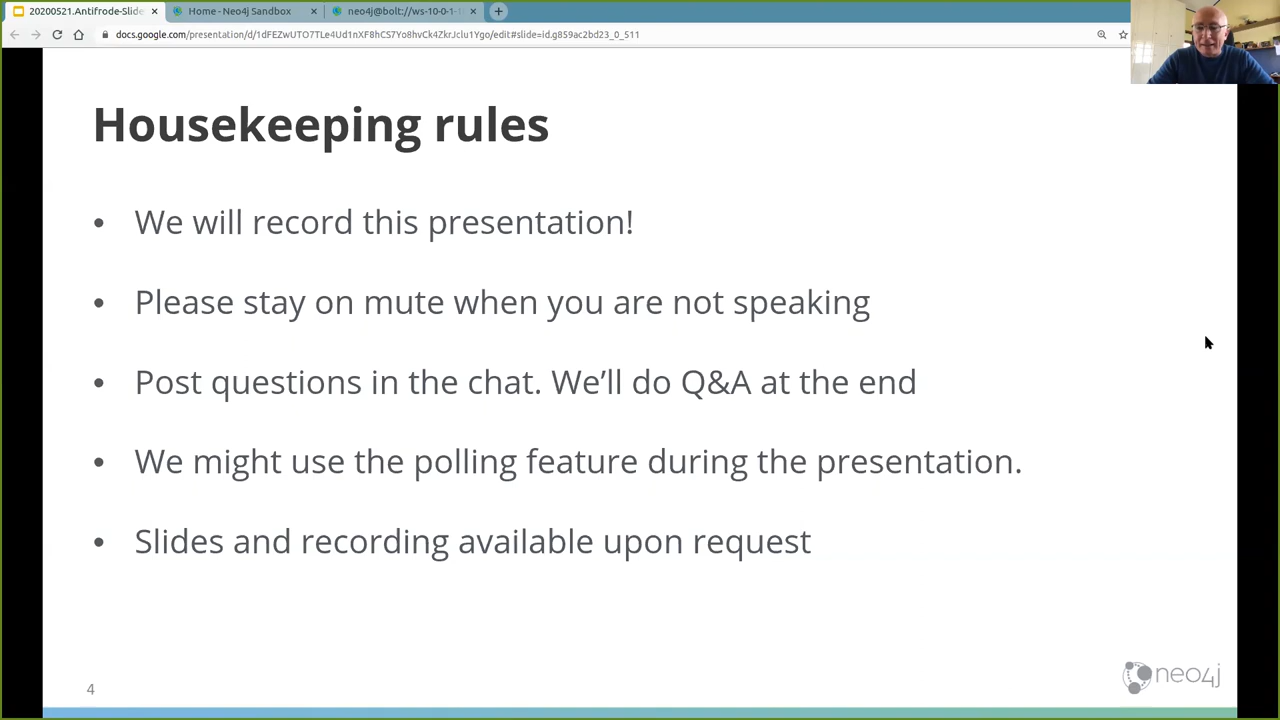 20200521.Antifrode-Slide
Home - Neo4j Sandbox
neo4j@bolt://ws-10-0-1-
docs.google.com/presentation/d/1dFEZwUTO7TLe4Ud1nXF8hCS7Yo8hvCk4ZkrJclu1Ygo/edit#slide=id.g859ac2bd23_0_511
Housekeeping rules
• We will record this presentation!
• Please stay on mute when you are not speaking
• Post questions in the chat. We’ll do Q&A at the end
• We might use the polling feature during the presentation.
• Slides and recording available upon request
4
neo4j